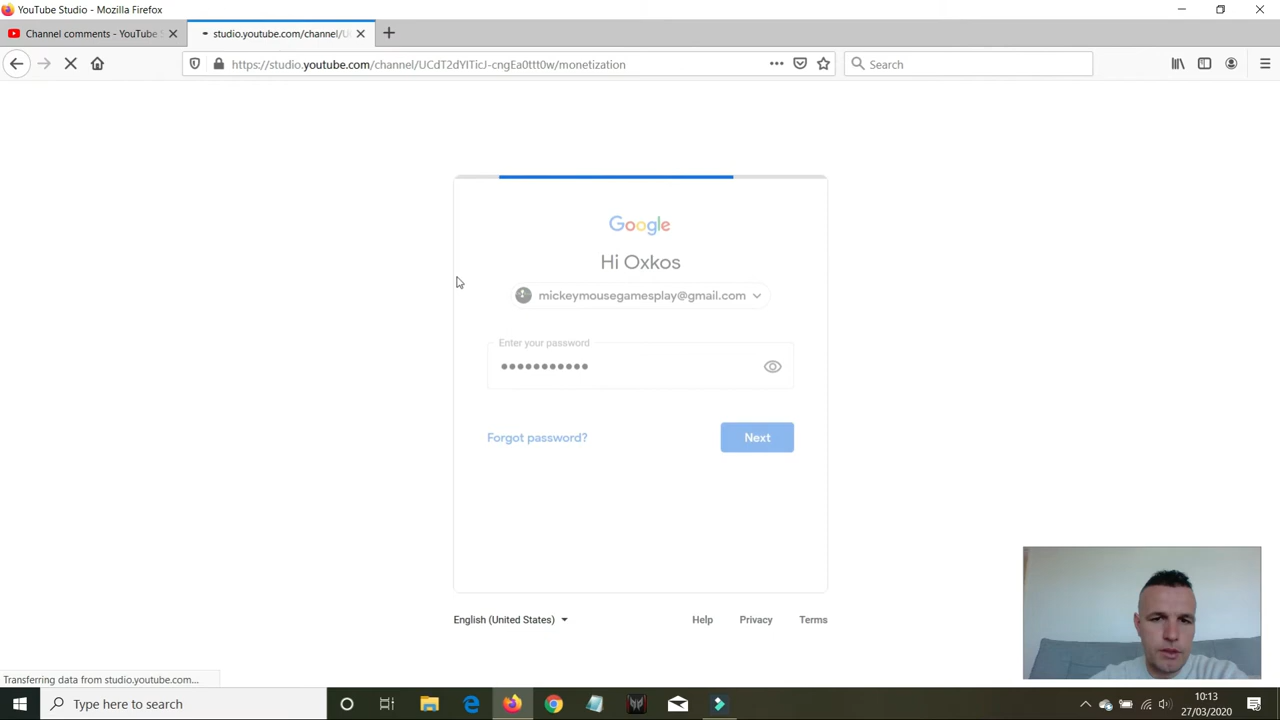 YouTube Studio - Mozilla Firefox
Channel comments - YouTube S
studio.youtube.com/channel/U
https://studio.youtube.com/channel/UCdT2dYlTicJ-cngEa0ttt0w/monetization
Search
Google
Hi Oxkos
mickeymousegamesplay@gmail.com
Enter your password
Forgot password?
Next
English (United States)
Help
Privacy
Terms
Transferring data from studio.youtube.com...
Type here to search
10:13
27/03/2020